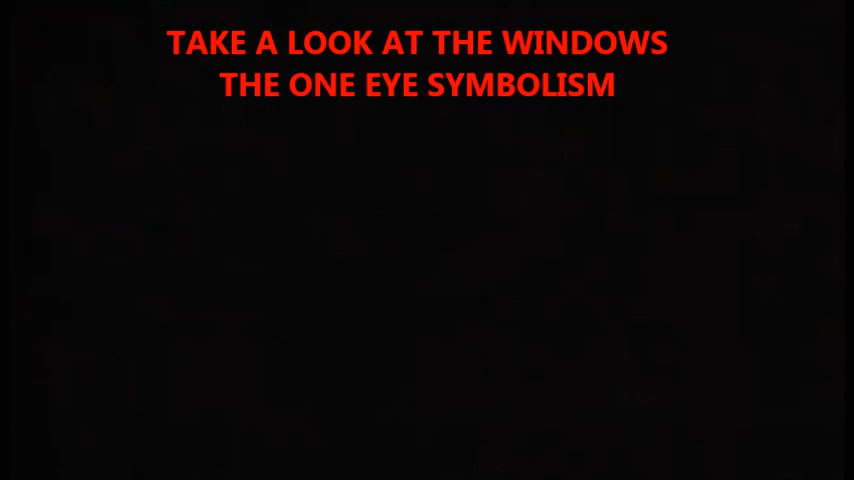 TAKE A LOOK AT THE WINDOWS
THE ONE EYE SYMBOLISM